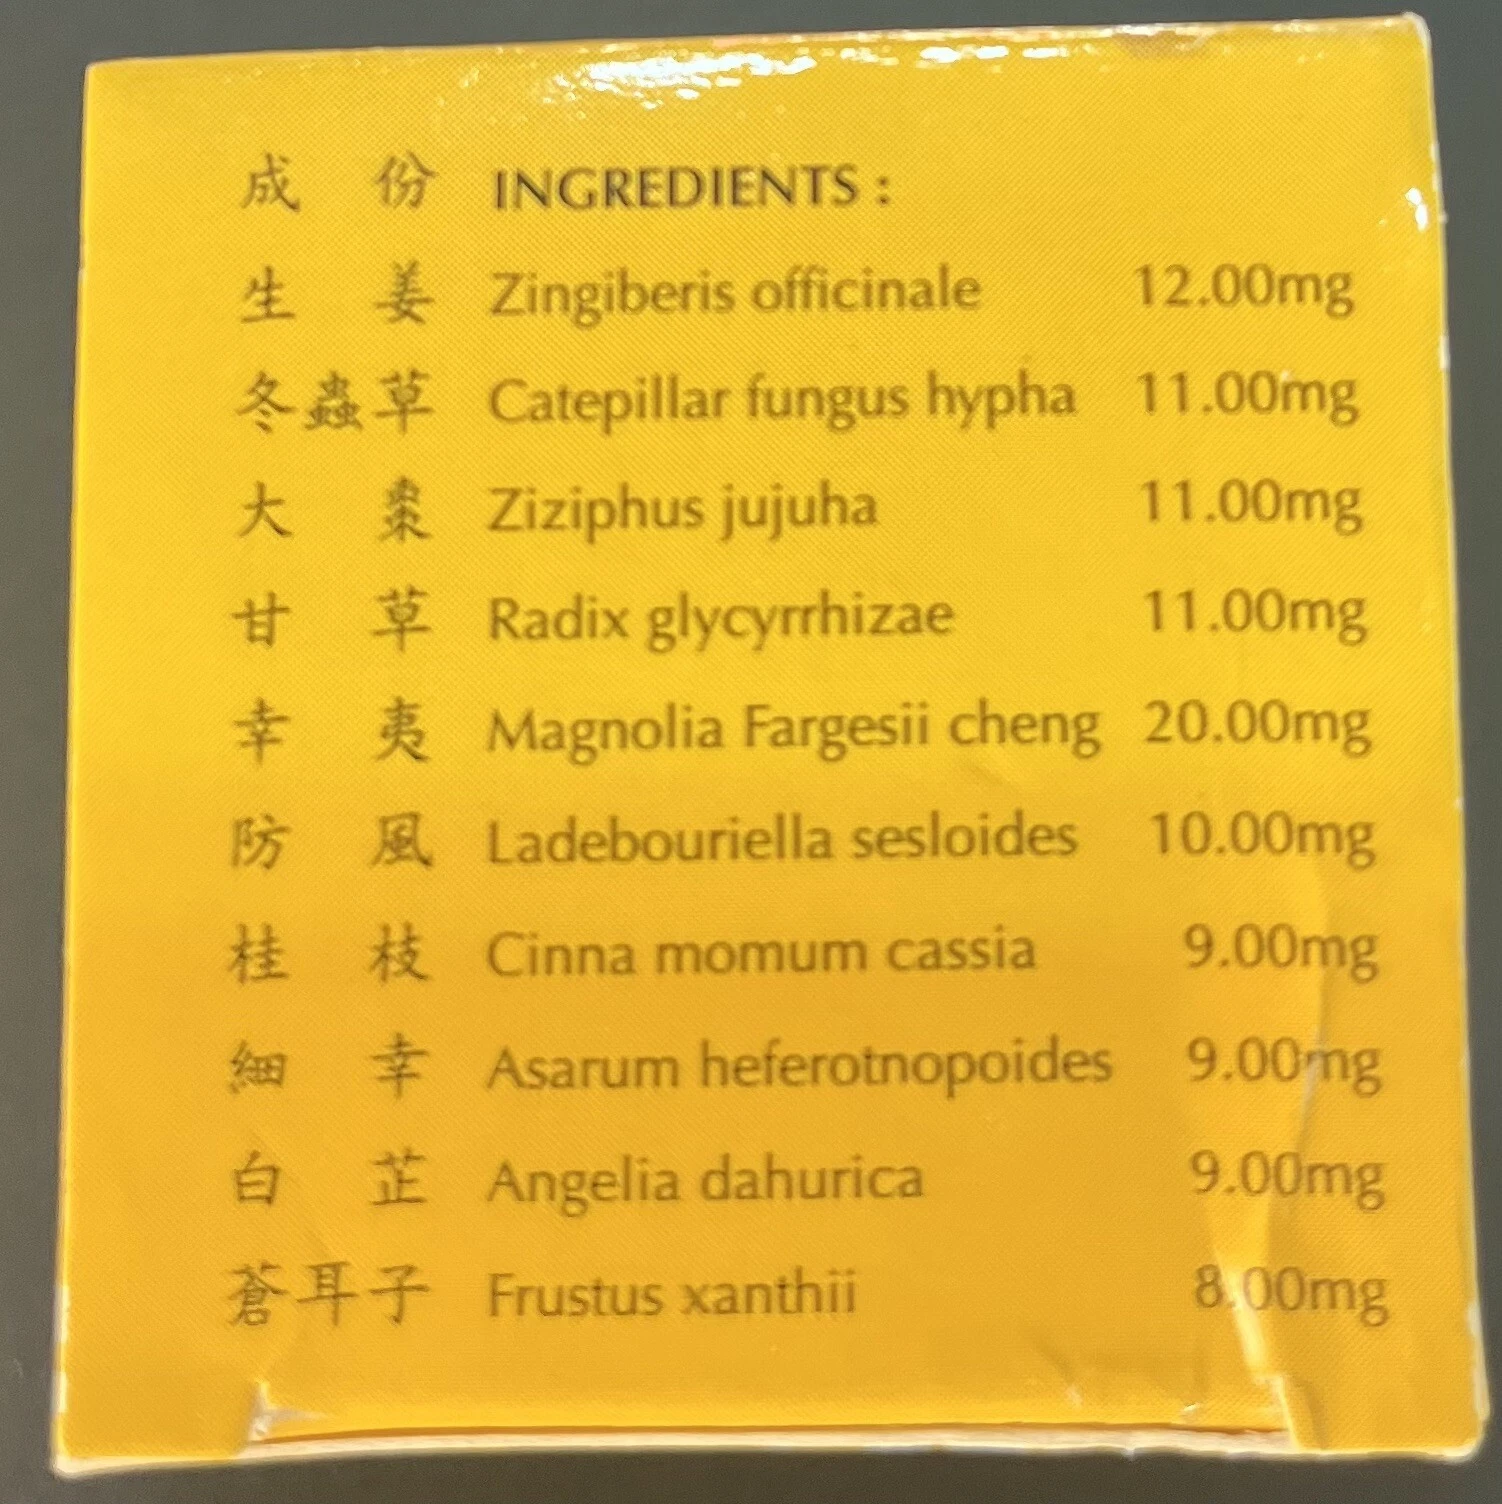 成份 INGREDIENTS :
生姜 Zingiberis officinale 12.00mg
冬蟲草 Catepillar fungus hypha 11.00mg
大棗 Ziziphus jujuha 11.00mg
甘草 Radix glycyrrhizae 11.00mg
幸夷 Magnolia Fargesii cheng 20.00mg
防風 Ladebouriella sesloides 10.00mg
桂枝 Cinna momum cassia 9.00mg
細幸 Asarum heferotnopoides 9.00mg
白芷 Angelia dahurica 9.00mg
蒼耳子 Frustus xanthii 8.00mg